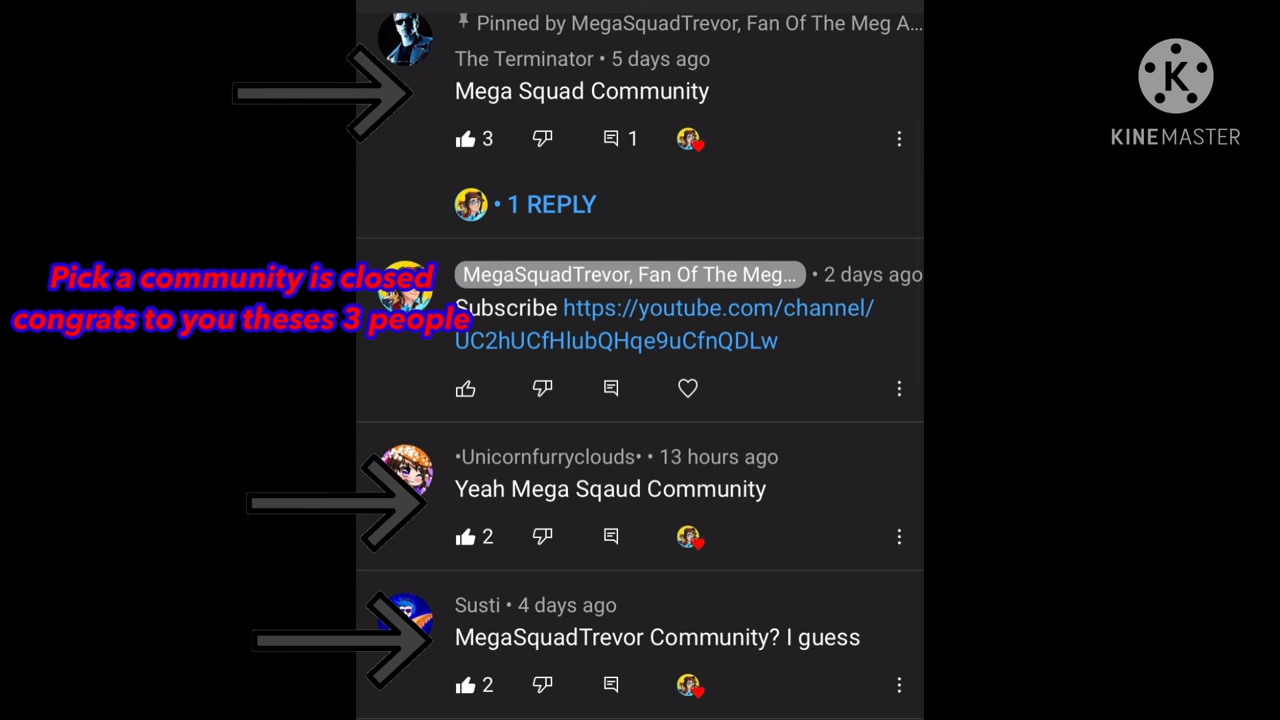 Pinned by MegaSquadTrevor, Fan Of The Meg A...
The Terminator • 5 days ago
Mega Squad Community
3 1
• 1 REPLY
K
KINEMASTER
Pick a community is closed
congrats to you theses 3 people
MegaSquadTrevor, Fan Of The Meg... • 2 days ago
Subscribe https://youtube.com/channel/
UC2hUCfHlubQHqe9uCfnQDLw
•Unicornfurryclouds• • 13 hours ago
Yeah Mega Sqaud Community
2
Susti • 4 days ago
MegaSquadTrevor Community? I guess
2